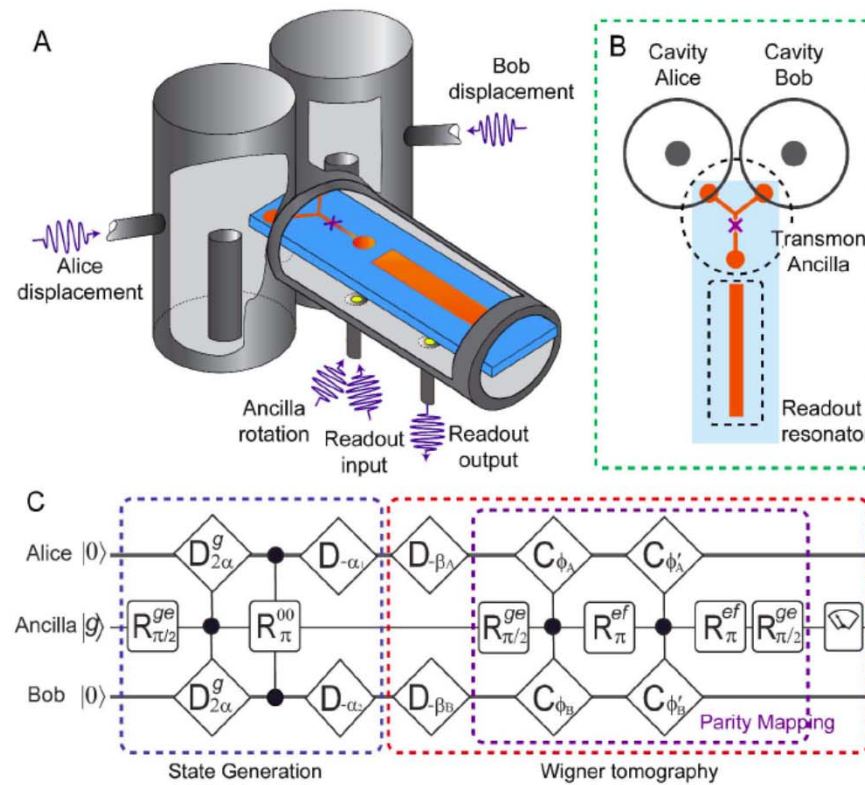 A
Bob
displacement
Alice
displacement
Ancilla
rotation
Readout
input
Readout
output
B
Cavity
Alice
Cavity
Bob
Transmon
Ancilla
Readout
resonator
C
Alice |0⟩ D^g_{2α} D_{-α₁} D_{-β_A} C_{ϕ_A} C_{ϕ'_A}
Ancilla |g⟩ R^{ge}_{π/2} R^{00}_π R^{ge}_{π/2} R^{ef}_π R^{ef}_π R^{ge}_{π/2}
Bob |0⟩ D^g_{2α} D_{-α₂} D_{-β_B} C_{ϕ_B} C_{ϕ'_B}
Parity Mapping
State Generation
Wigner tomography